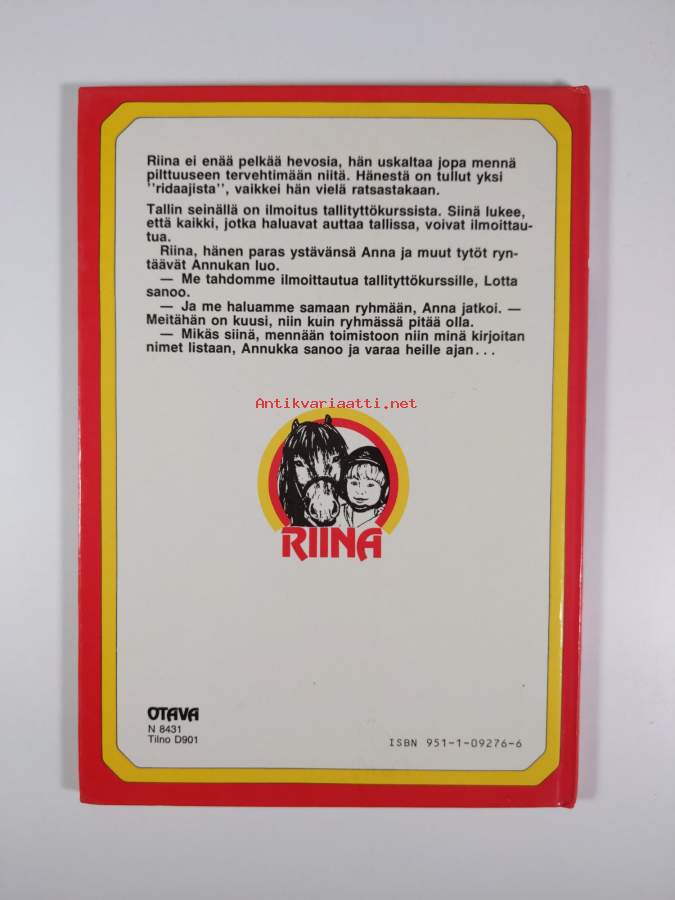 Riina ei enää pelkää hevosia, hän uskaltaa jopa mennä
pilttuuseen tervehtimään niitä. Hänestä on tullut yksi
"ridaajista", vaikkei hän vielä ratsastakaan.
Tallin seinällä on ilmoitus tallityttökurssista. Siinä lukee,
että kaikki, jotka haluavat auttaa tallissa, voivat ilmoittau-
tua.
Riina, hänen paras ystävänsä Anna ja muut tytöt ryn-
täävät Annukan luo.
— Me tahdomme ilmoittautua tallityttökurssille, Lotta
sanoo.
— Ja me haluamme samaan ryhmään, Anna jatkoi. —
Meitähän on kuusi, niin kuin ryhmässä pitää olla.
— Mikäs siinä, mennään toimistoon niin minä kirjoitan
nimet listaan, Annukka sanoo ja varaa heille ajan...
Antikvariaatti.net
RIINA
OTAVA
N 8431
Tilno D901
ISBN 951-1-09276-6